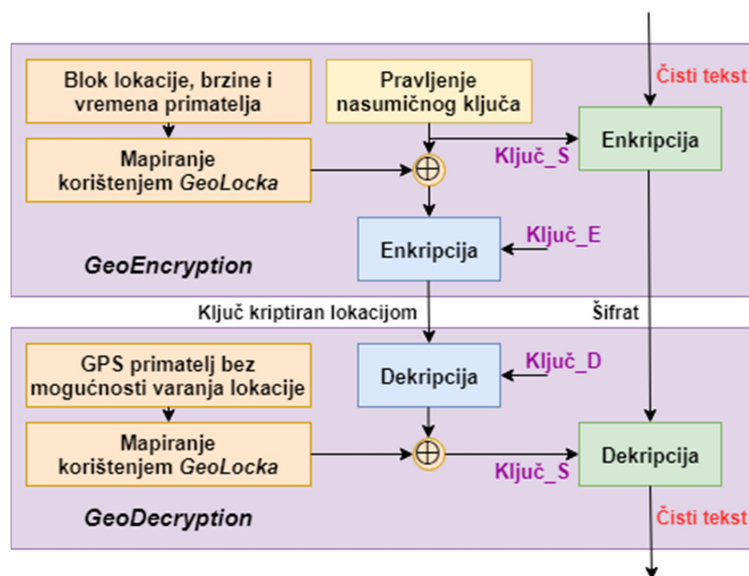 Čisti tekst
Blok lokacije, brzine i
vremena primatelja
Pravljenje
nasumičnog ključa
Mapiranje
korištenjem GeoLocka
Ključ_S
Enkripcija
Enkripcija
Ključ_E
GeoEncryption
Ključ kriptiran lokacijom
Šifrat
GPS primatelj bez
mogućnosti varanja lokacije
Dekripcija
Ključ_D
Mapiranje
korištenjem GeoLocka
Ključ_S
Dekripcija
GeoDecryption
Čisti tekst